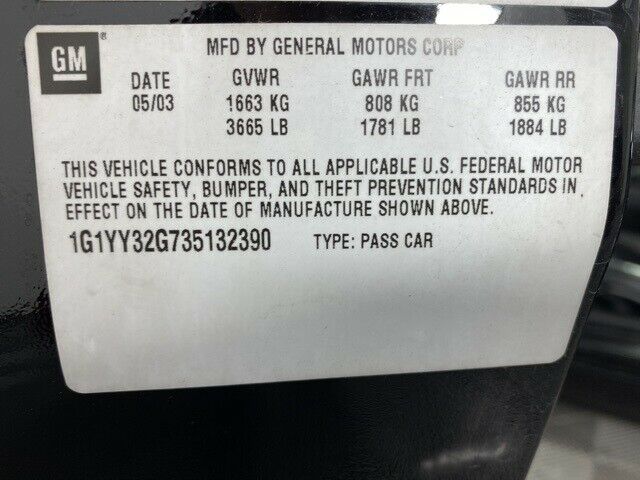 GM ®
MFD BY GENERAL MOTORS CORP
DATE GVWR GAWR FRT GAWR RR
05/03 1663 KG 808 KG 855 KG
3665 LB 1781 LB 1884 LB
THIS VEHICLE CONFORMS TO ALL APPLICABLE U.S. FEDERAL MOTOR
VEHICLE SAFETY, BUMPER, AND THEFT PREVENTION STANDARDS IN
EFFECT ON THE DATE OF MANUFACTURE SHOWN ABOVE.
1G1YY32G735132390 TYPE: PASS CAR